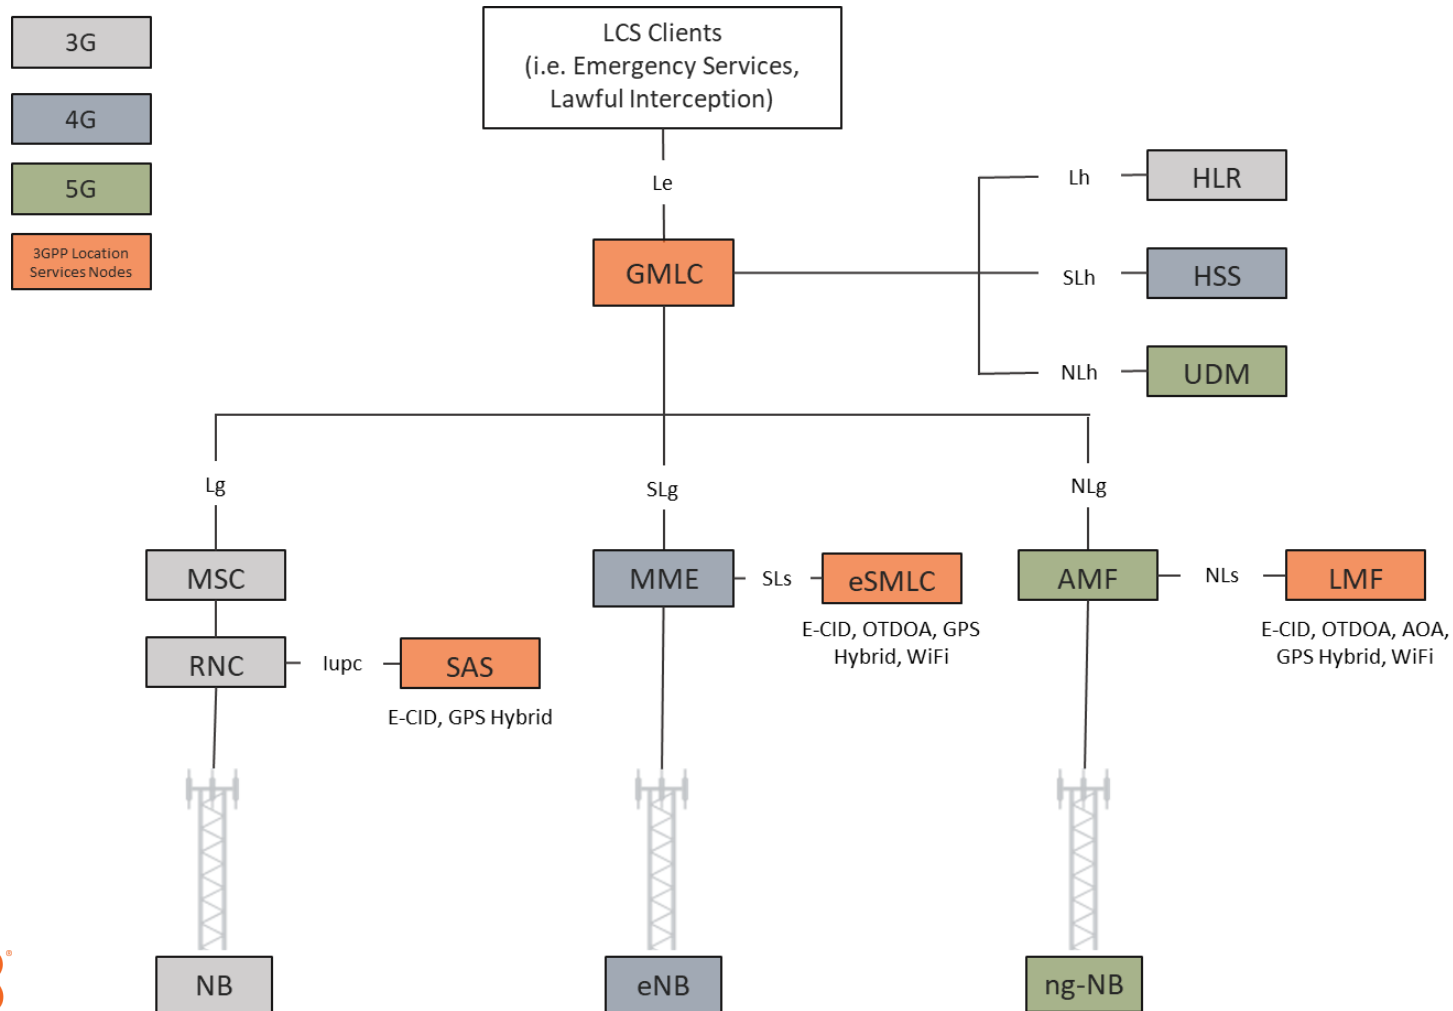 3G
4G
5G
3GPP Location
Services Nodes
LCS Clients
(i.e. Emergency Services,
Lawful Interception)
Le
GMLC
Lh
HLR
SLh
HSS
NLh
UDM
Lg
SLg
NLg
MSC
MME
SLs
eSMLC
AMF
NLs
LMF
E-CID, OTDOA, GPS
Hybrid, WiFi
E-CID, OTDOA, AOA,
GPS Hybrid, WiFi
RNC
Iupc
SAS
E-CID, GPS Hybrid
NB
eNB
ng-NB
®